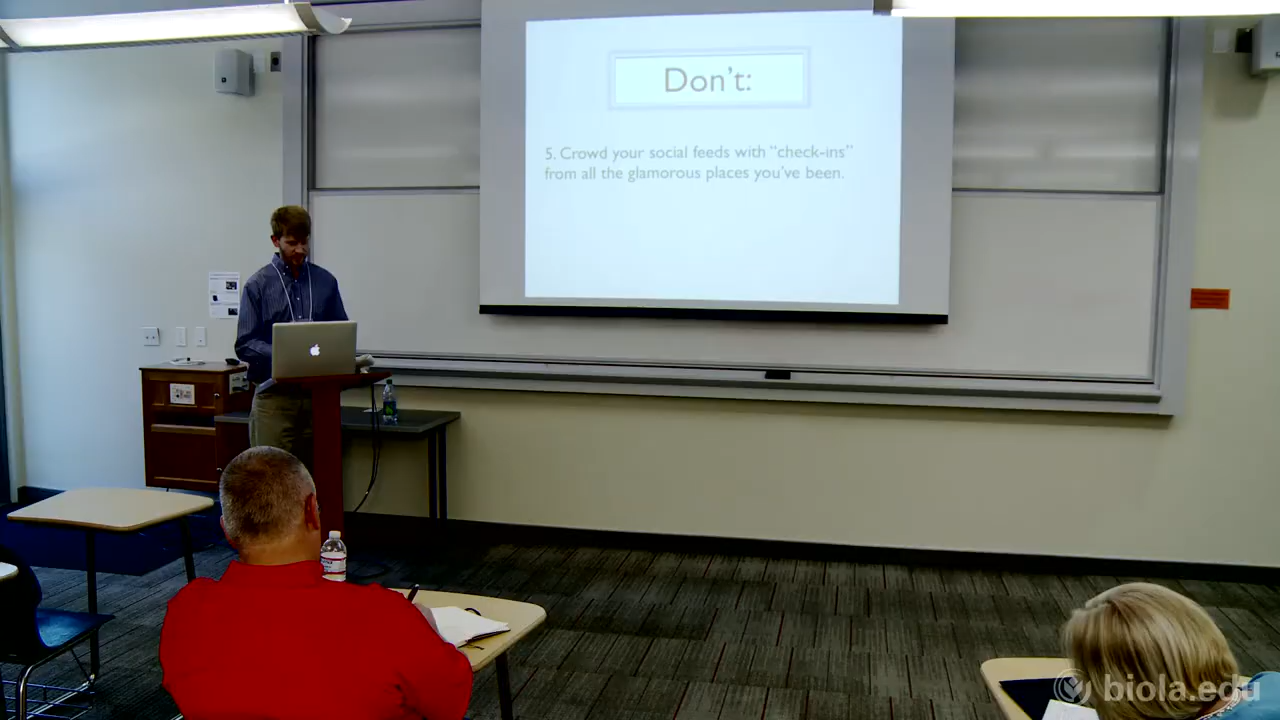 Don't:
5. Crowd your social feeds with “check-ins”
from all the glamorous places you've been.
biola.edu